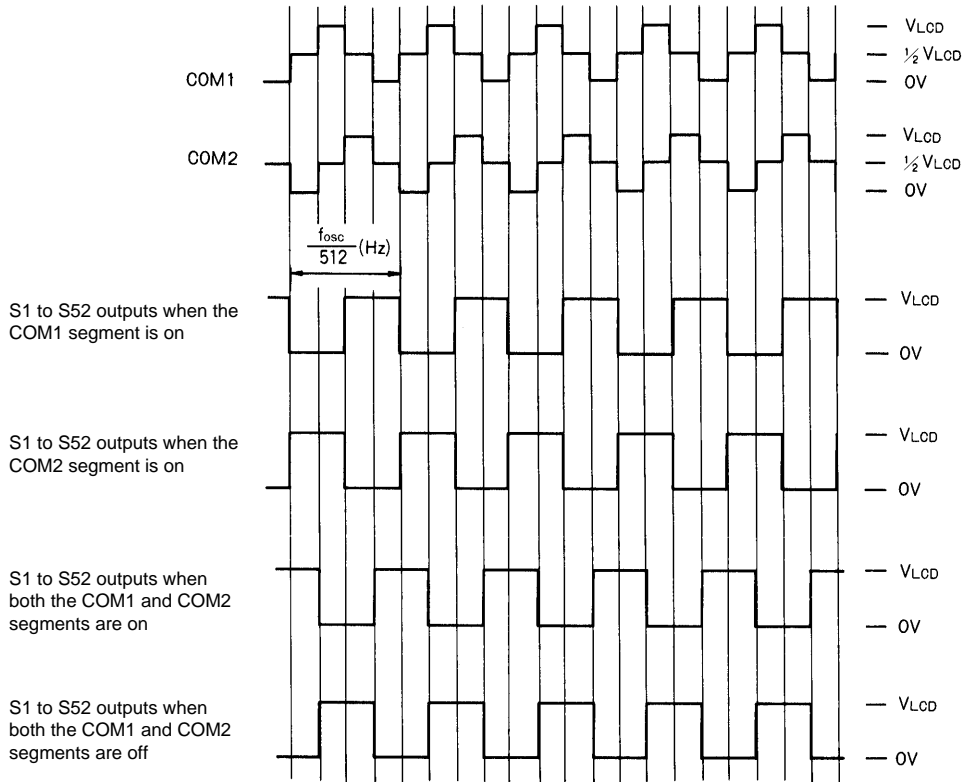 VLCD
½ VLCD
COM1
0V
VLCD
COM2
½ VLCD
0V
fosc
512 (Hz)
S1 to S52 outputs when the
COM1 segment is on
VLCD
0V
S1 to S52 outputs when the
COM2 segment is on
VLCD
0V
S1 to S52 outputs when
both the COM1 and COM2
segments are on
VLCD
0V
S1 to S52 outputs when
both the COM1 and COM2
segments are off
VLCD
0V